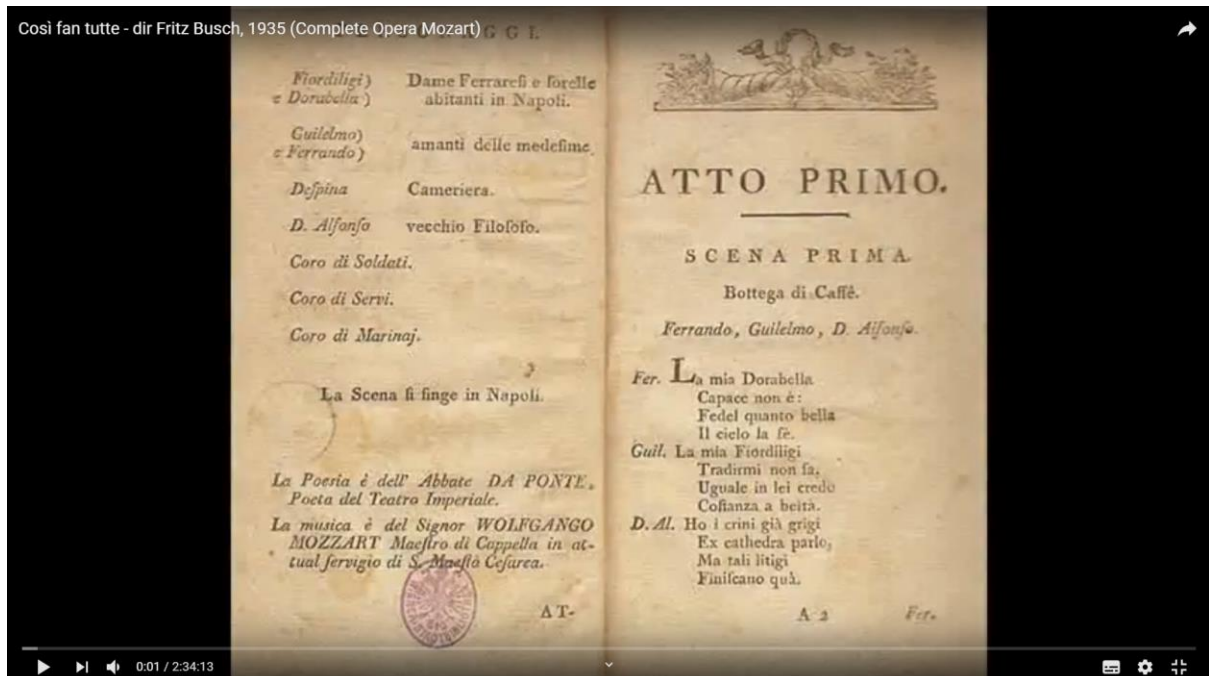 Così fan tutte - dir Fritz Busch, 1935 (Complete Opera Mozart)
GGI.
Fiordiligi)
e Dorabella)
Dame Ferraresi e sorelle
abitanti in Napoli.
Guilelmo)
e Ferrando)
amanti delle medesime.
Despina
Cameriera.
D. Alfonso
vecchio Filosofo.
Coro di Soldati.
Coro di Servi.
Coro di Marinaj.
La Scena si finge in Napoli.
La Poesia è dell' Abbate DA PONTE.
Poeta del Teatro Imperiale.
La musica è del Signor WOLFGANGO
MOZZART Maestro di Cappella in at-
tual servigio di S. Maestà Cesarea.
AT-
ATTO PRIMO.
SCENA PRIMA.
Bottega di Caffè.
Ferrando, Guilelmo, D. Alfonso.
Fer. La mia Dorabella
Capace non è:
Fedel quanto bella
Il cielo la fè.
Guil. La mia Fiordiligi
Tradirmi non sa,
Uguale in lei credo
Costanza a beltà.
D. Al. Ho i crini già grigi
Ex cathedra parlo,
Ma tali litigi
Finiscano quà.
A 2
Fer.
0:01 / 2:34:13